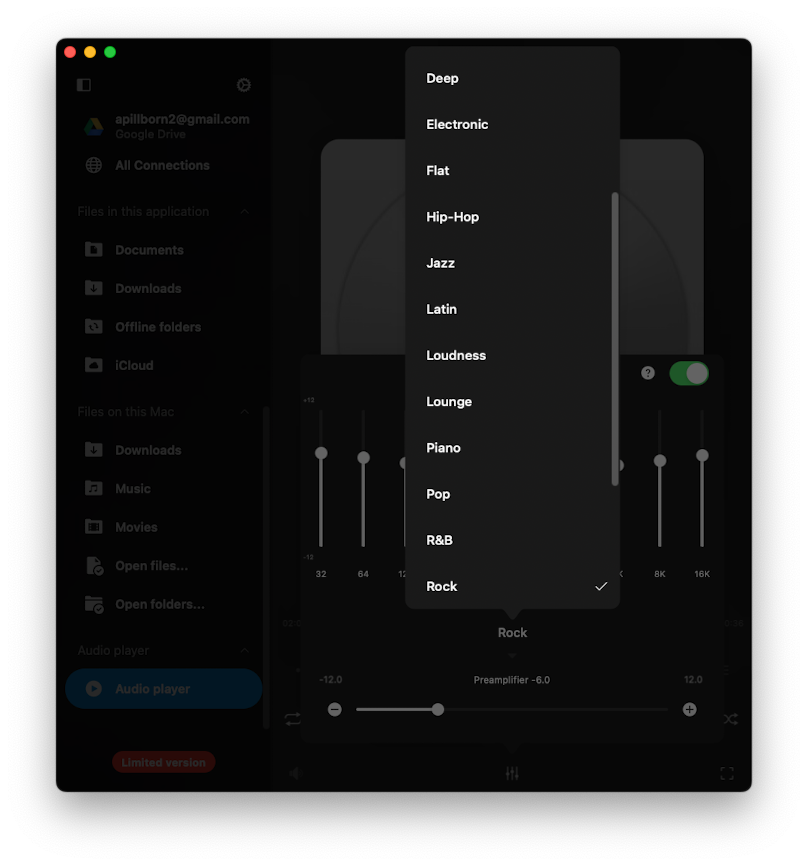 apillborn2@gmail.com
Google Drive
All Connections
Files in this application
Documents
Downloads
Offline folders
iCloud
Files on this Mac
Downloads
Music
Movies
Open files...
Open folders...
Audio player
Audio player
Limited version
Deep
Electronic
Flat
Hip-Hop
Jazz
Latin
Loudness
Lounge
Piano
Pop
R&B
Rock
?
+12
-12
32 64 8K 16K
Rock
-12.0 Preamplifier -6.0 12.0